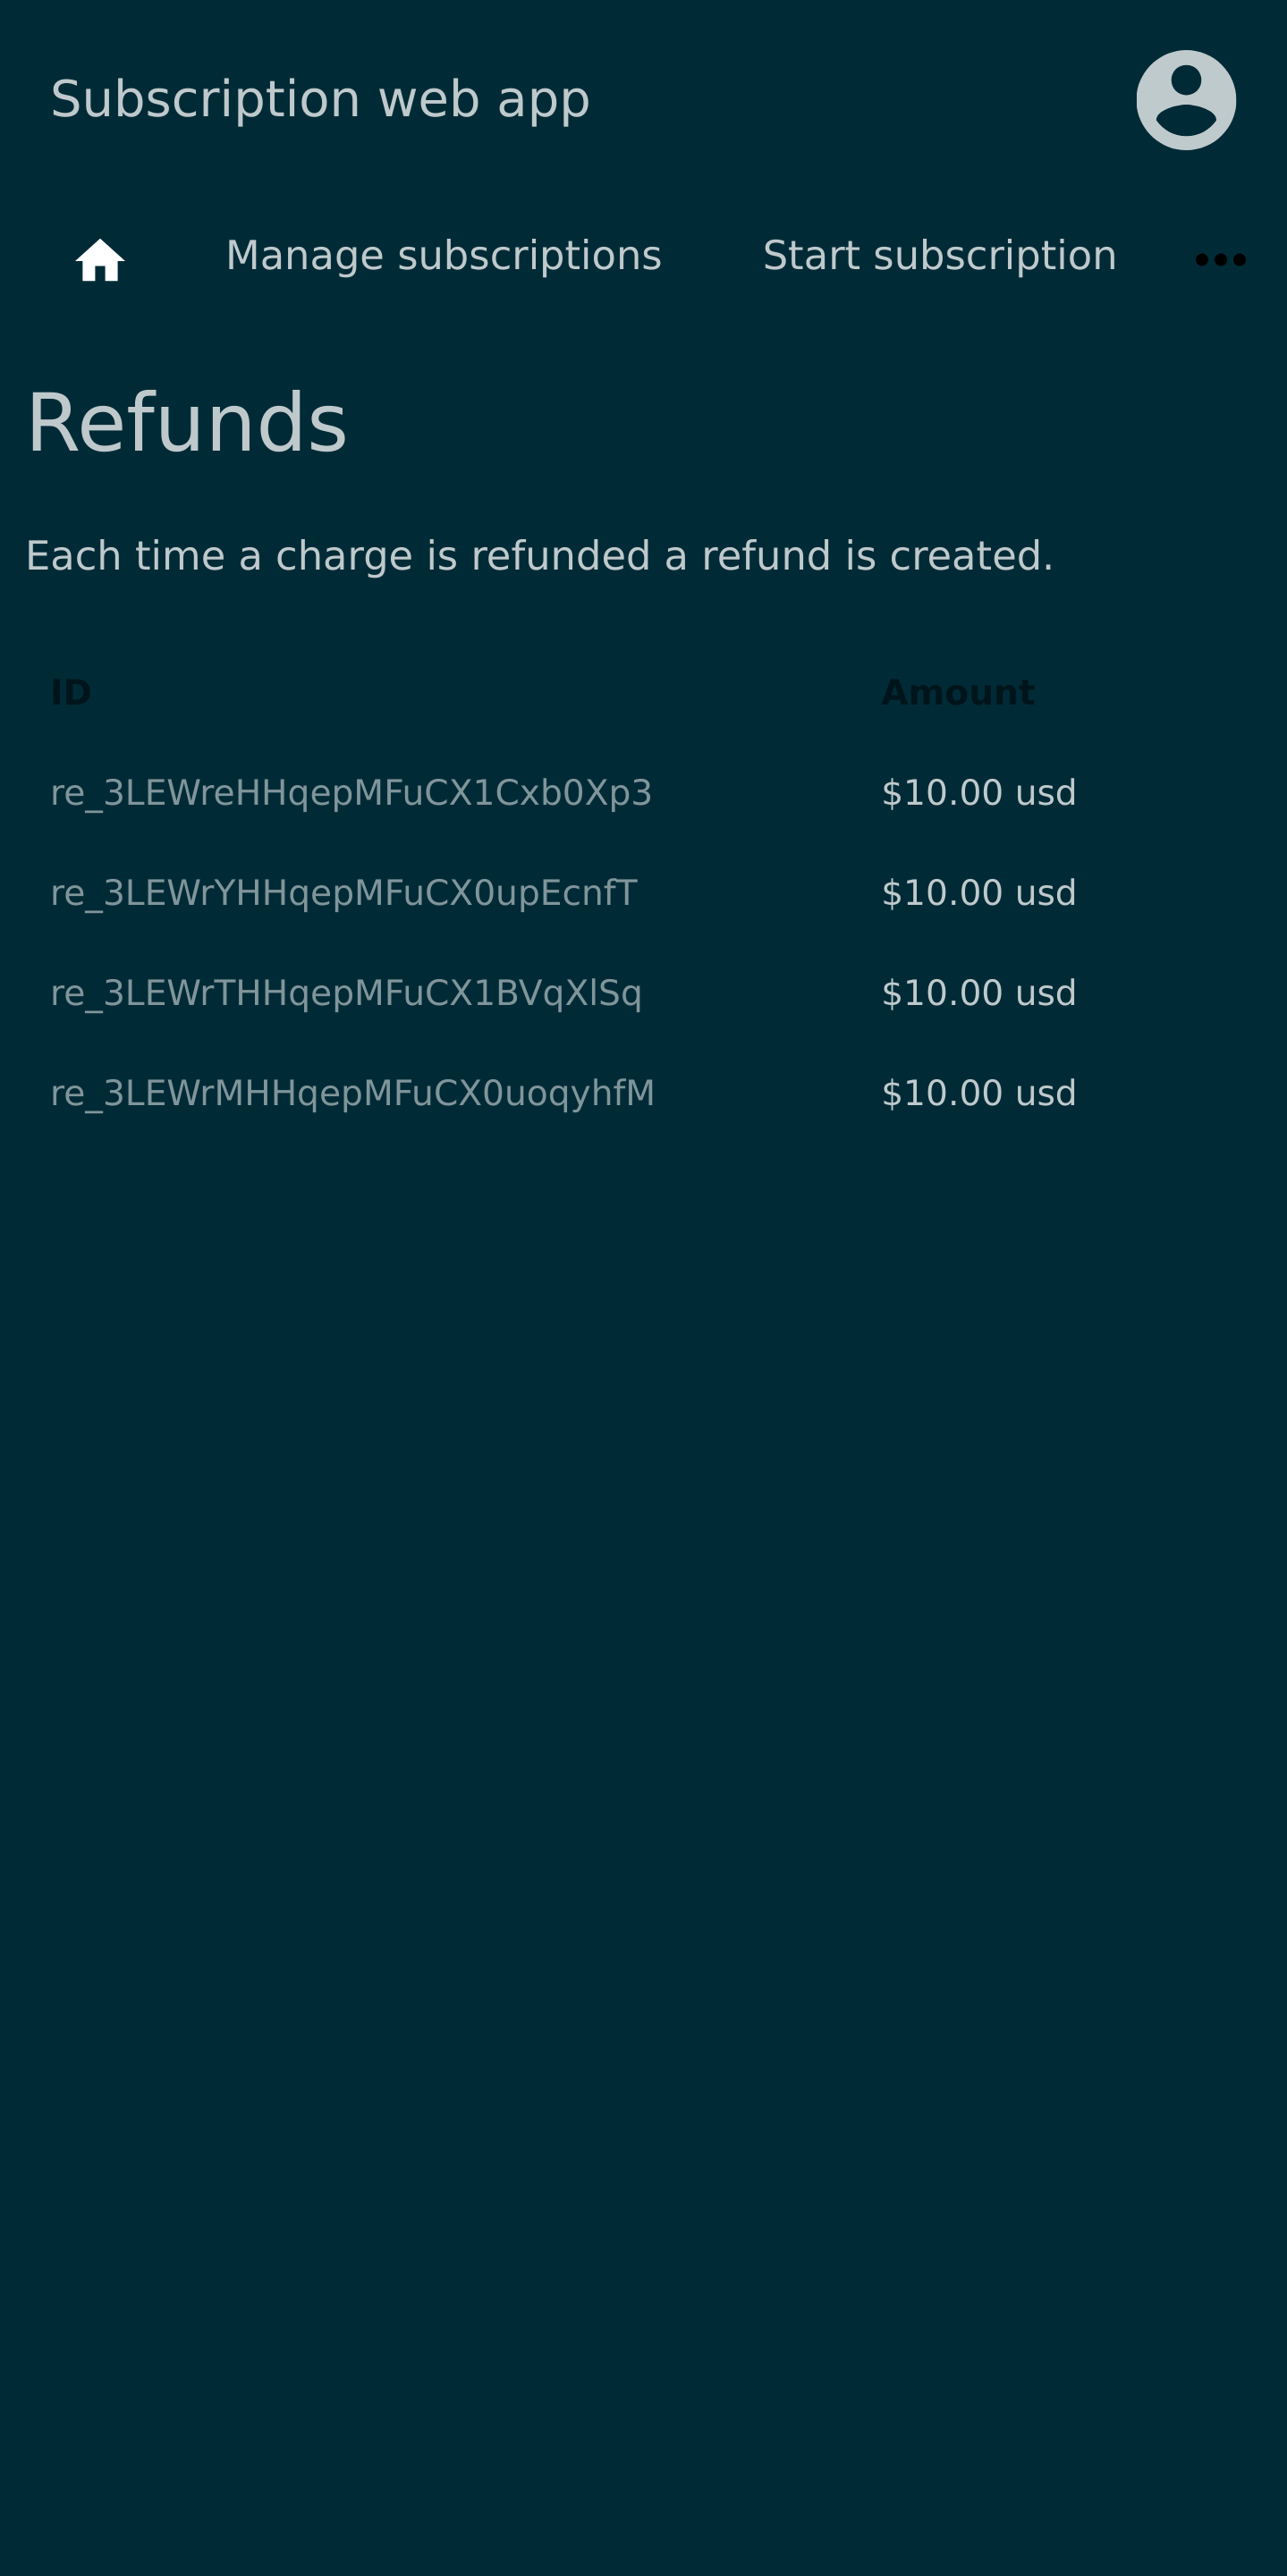 Subscription web app
Manage subscriptions Start subscription
Refunds
Each time a charge is refunded a refund is created.
ID Amount
re_3LEWreHHqepMFuCX1Cxb0Xp3 $10.00 usd
re_3LEWrYHHqepMFuCX0upEcnfT $10.00 usd
re_3LEWrTHHqepMFuCX1BVqXlSq $10.00 usd
re_3LEWrMHHqepMFuCX0uoqyhfM $10.00 usd